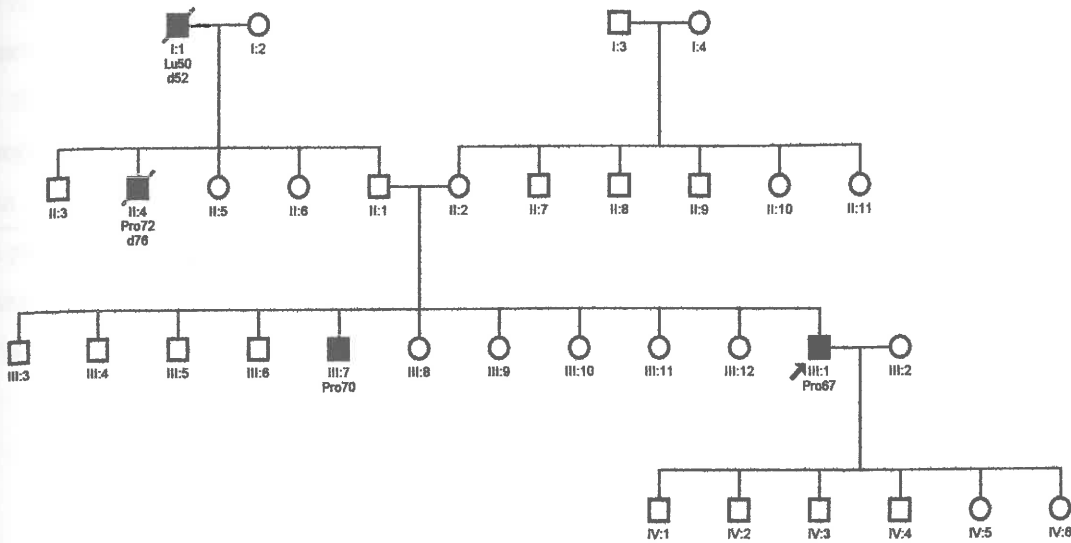 I:1 I:2 I:3 I:4
Lu50
d52
II:3 II:4 II:5 II:6 II:1 II:2 II:7 II:8 II:9 II:10 II:11
Pro72
d76
III:3 III:4 III:5 III:6 III:7 III:8 III:9 III:10 III:11 III:12 III:1 III:2
Pro70 Pro67
IV:1 IV:2 IV:3 IV:4 IV:5 IV:6